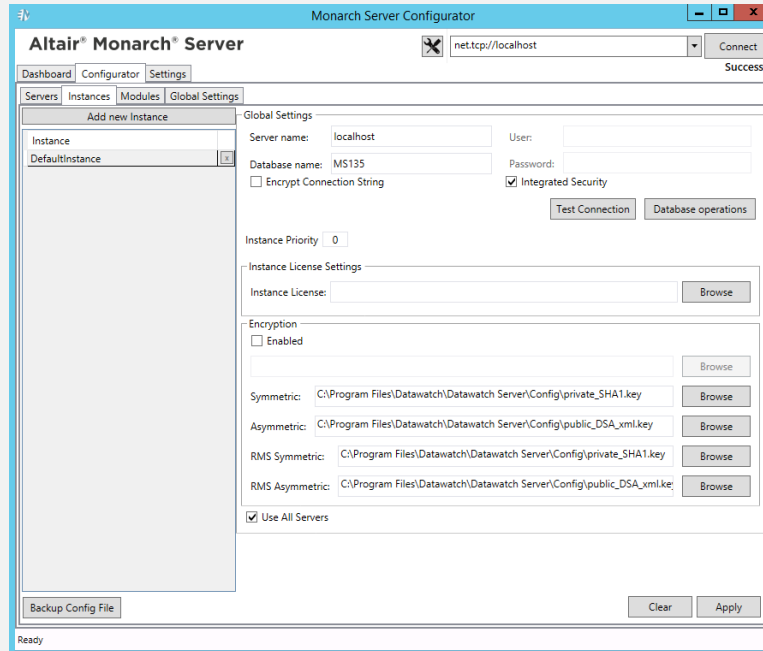 Monarch Server Configurator
Altair® Monarch® Server
net.tcp://localhost
Connect
Success
Dashboard Configurator Settings
Servers Instances Modules Global Settings
Add new Instance
Instance
DefaultInstance x
Global Settings
Server name: localhost User:
Database name: MS135 Password:
Encrypt Connection String Integrated Security
Test Connection Database operations
Instance Priority 0
Instance License Settings
Instance License: Browse
Encryption
Enabled
Browse
Symmetric: C:\Program Files\Datawatch\Datawatch Server\Config\private_SHA1.key Browse
Asymmetric: C:\Program Files\Datawatch\Datawatch Server\Config\public_DSA_xml.key Browse
RMS Symmetric: C:\Program Files\Datawatch\Datawatch Server\Config\private_SHA1.key Browse
RMS Asymmetric: C:\Program Files\Datawatch\Datawatch Server\Config\public_DSA_xml.ke Browse
Use All Servers
Backup Config File Clear Apply
Ready